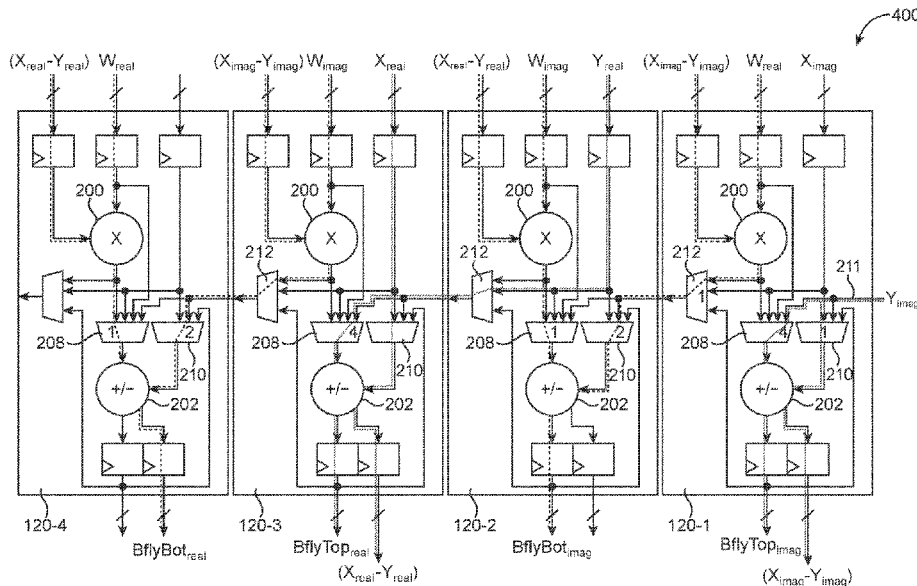 400
(Xreal-Yreal) Wreal (Ximag-Yimag) Wimag Xreal (Xreal-Yreal) Wimag Yreal (Ximag-Yimag) Wreal Ximag
200 200 200 200
X X X X
212 212 212 211
1 Yimag
1 2 4 1 2 4 1
208 210 208 210 208 210 208 210
+/- +/- +/- +/-
202 202 202 202
120-4 120-3 120-2 120-1
BflyBotreal BflyTopreal BflyBotimag BflyTopimag
(Xreal-Yreal) (Ximag-Yimag)